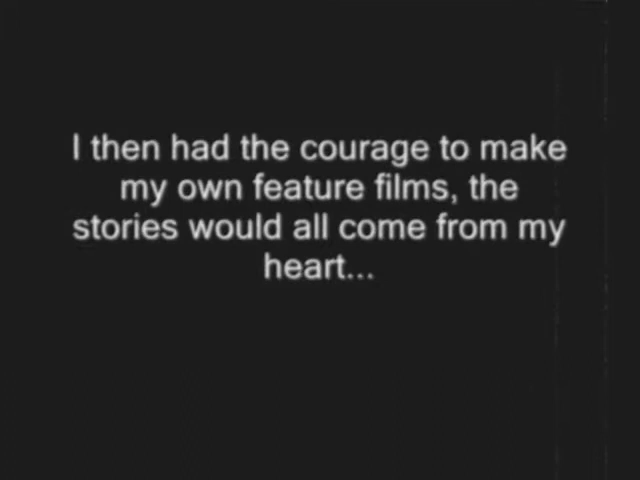 I then had the courage to make
my own feature films, the
stories would all come from my
heart...